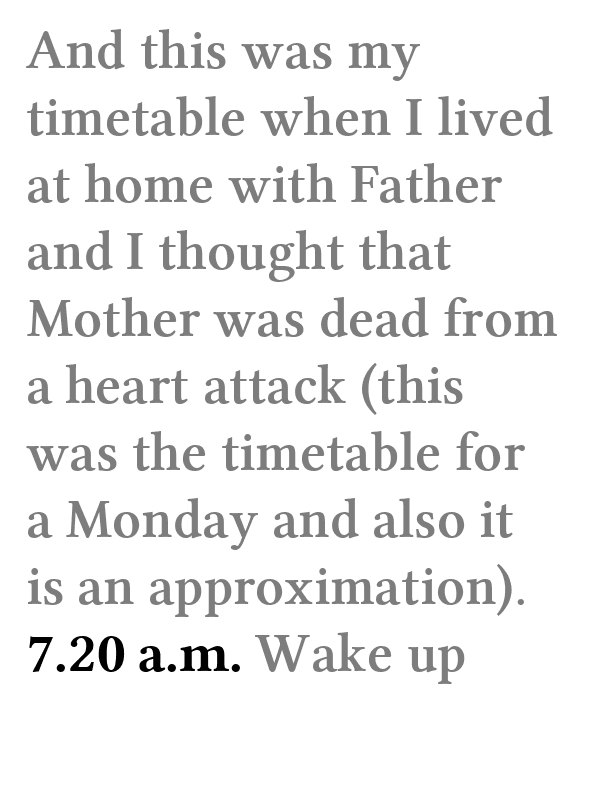 And this was my
timetable when I lived
at home with Father
and I thought that
Mother was dead from
a heart attack (this
was the timetable for
a Monday and also it
is an approximation).
7.20 a.m. Wake up